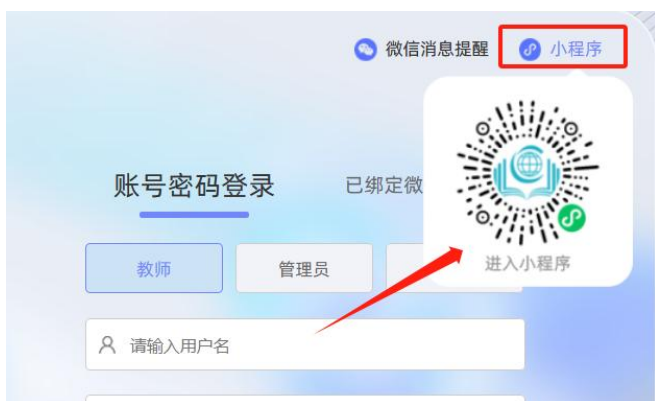 微信消息提醒
小程序
账号密码登录
已绑定微
进入小程序
教师
管理员
请输入用户名